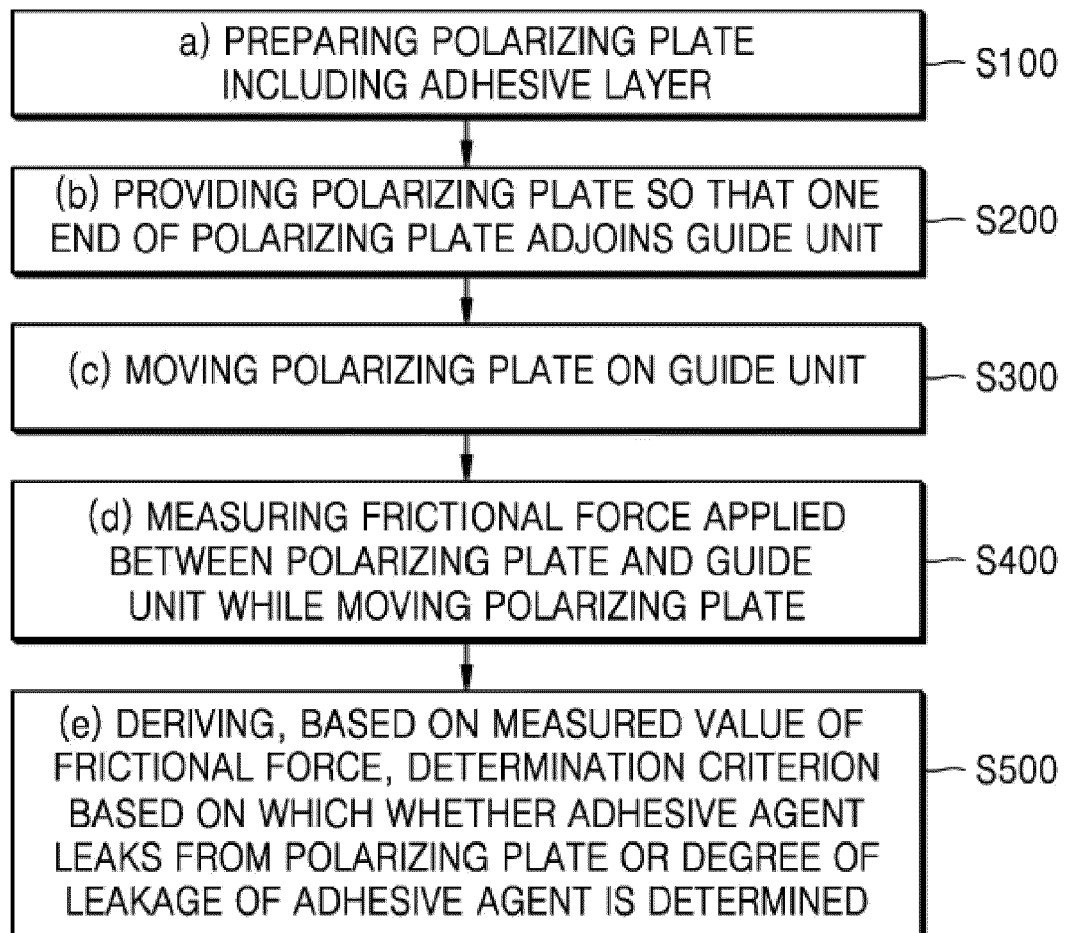 a) PREPARING POLARIZING PLATE
INCLUDING ADHESIVE LAYER
S100
(b) PROVIDING POLARIZING PLATE SO THAT ONE
END OF POLARIZING PLATE ADJOINS GUIDE UNIT
S200
(c) MOVING POLARIZING PLATE ON GUIDE UNIT
S300
(d) MEASURING FRICTIONAL FORCE APPLIED
BETWEEN POLARIZING PLATE AND GUIDE
UNIT WHILE MOVING POLARIZING PLATE
S400
(e) DERIVING, BASED ON MEASURED VALUE OF
FRICTIONAL FORCE, DETERMINATION CRITERION
BASED ON WHICH WHETHER ADHESIVE AGENT
LEAKS FROM POLARIZING PLATE OR DEGREE OF
LEAKAGE OF ADHESIVE AGENT IS DETERMINED
S500